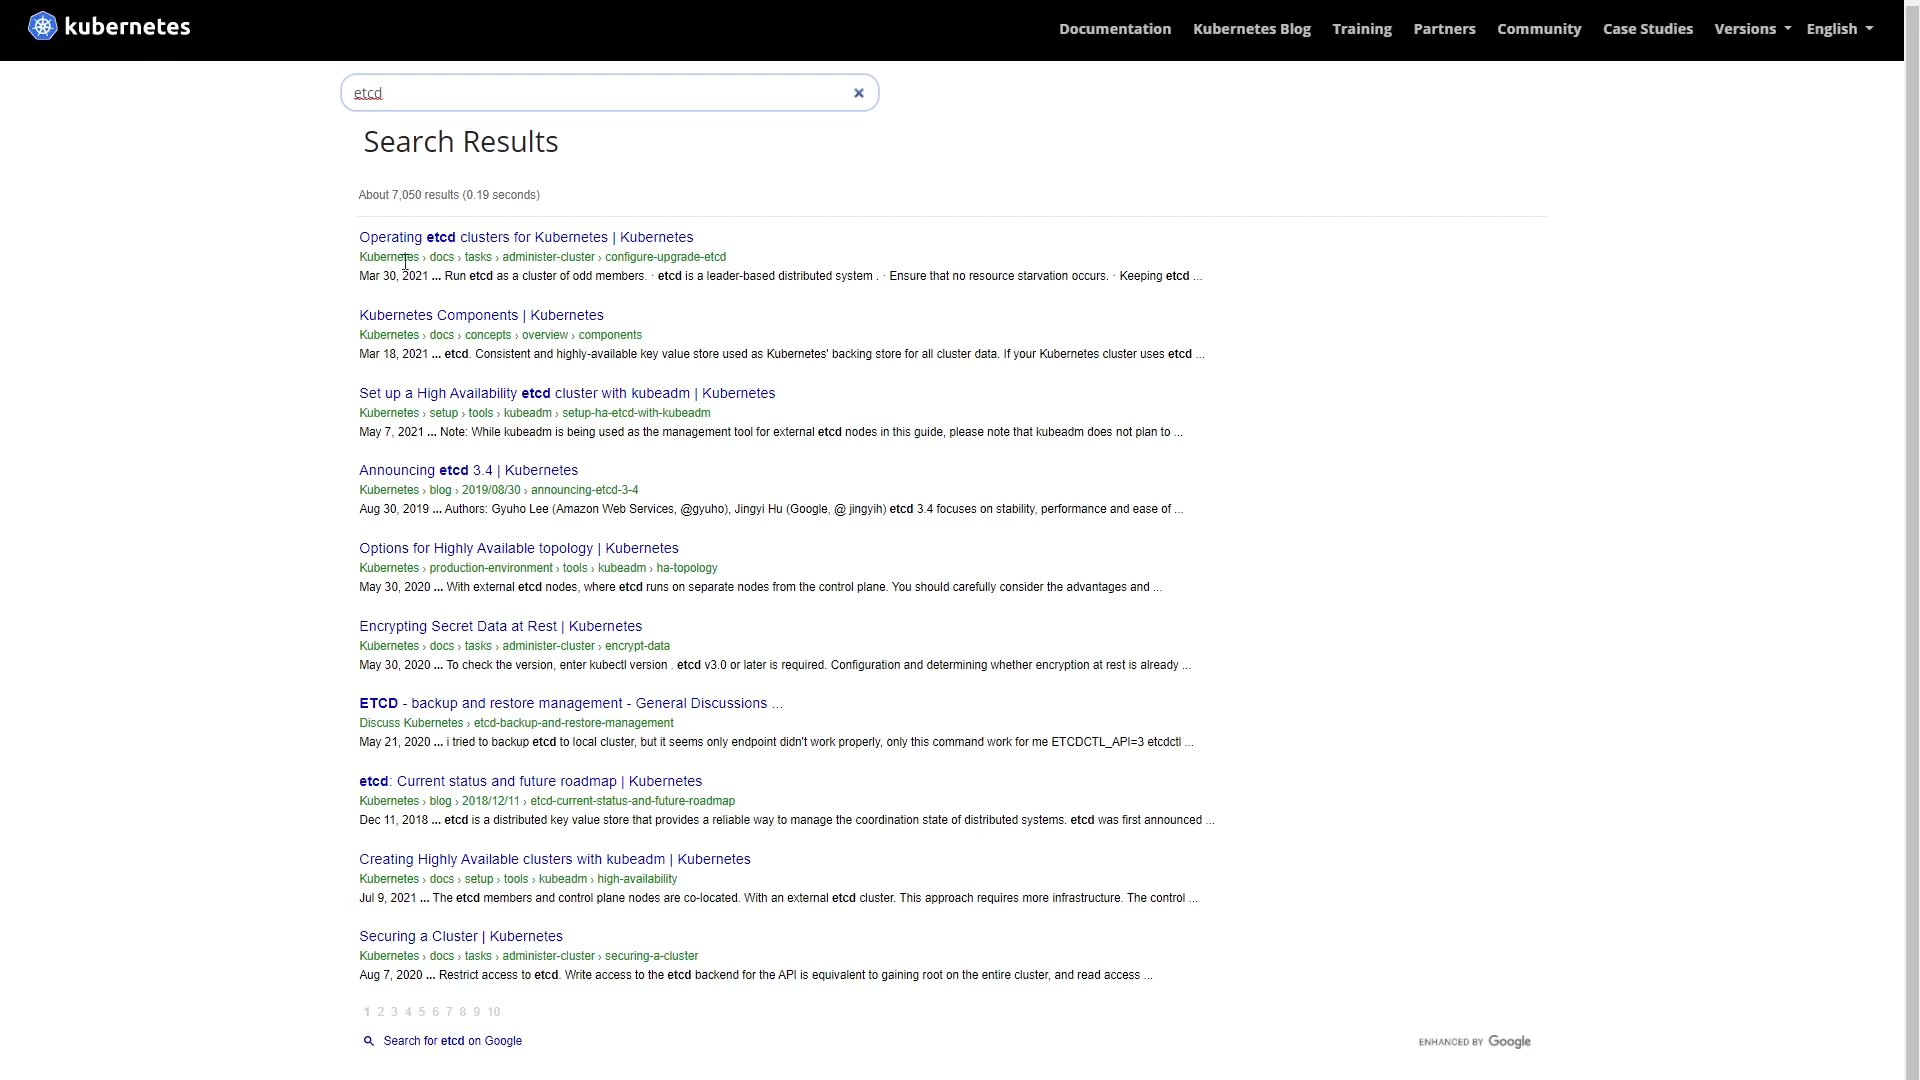 kubernetes
Documentation Kubernetes Blog Training Partners Community Case Studies Versions English
etcd
Search Results
About 7,050 results (0.19 seconds)
Operating etcd clusters for Kubernetes | Kubernetes
Kubernetes › docs › tasks › administer-cluster › configure-upgrade-etcd
Mar 30, 2021 ... Run etcd as a cluster of odd members. · etcd is a leader-based distributed system . · Ensure that no resource starvation occurs. · Keeping etcd ...
Kubernetes Components | Kubernetes
Kubernetes › docs › concepts › overview › components
Mar 18, 2021 ... etcd. Consistent and highly-available key value store used as Kubernetes' backing store for all cluster data. If your Kubernetes cluster uses etcd ...
Set up a High Availability etcd cluster with kubeadm | Kubernetes
Kubernetes › setup › tools › kubeadm › setup-ha-etcd-with-kubeadm
May 7, 2021 ... Note: While kubeadm is being used as the management tool for external etcd nodes in this guide, please note that kubeadm does not plan to ...
Announcing etcd 3.4 | Kubernetes
Kubernetes › blog › 2019/08/30 › announcing-etcd-3-4
Aug 30, 2019 ... Authors: Gyuho Lee (Amazon Web Services, @gyuho), Jingyi Hu (Google, @ jingyih) etcd 3.4 focuses on stability, performance and ease of ...
Options for Highly Available topology | Kubernetes
Kubernetes › production-environment › tools › kubeadm › ha-topology
May 30, 2020 ... With external etcd nodes, where etcd runs on separate nodes from the control plane. You should carefully consider the advantages and ...
Encrypting Secret Data at Rest | Kubernetes
Kubernetes › docs › tasks › administer-cluster › encrypt-data
May 30, 2020 ... To check the version, enter kubectl version . etcd v3.0 or later is required. Configuration and determining whether encryption at rest is already ...
ETCD - backup and restore management - General Discussions ...
Discuss Kubernetes › etcd-backup-and-restore-management
May 21, 2020 ... i tried to backup etcd to local cluster, but it seems only endpoint didn't work properly, only this command work for me ETCDCTL_API=3 etcdctl ...
etcd: Current status and future roadmap | Kubernetes
Kubernetes › blog › 2018/12/11 › etcd-current-status-and-future-roadmap
Dec 11, 2018 ... etcd is a distributed key value store that provides a reliable way to manage the coordination state of distributed systems. etcd was first announced ...
Creating Highly Available clusters with kubeadm | Kubernetes
Kubernetes › docs › setup › tools › kubeadm › high-availability
Jul 9, 2021 ... The etcd members and control plane nodes are co-located. With an external etcd cluster. This approach requires more infrastructure. The control ...
Securing a Cluster | Kubernetes
Kubernetes › docs › tasks › administer-cluster › securing-a-cluster
Aug 7, 2020 ... Restrict access to etcd. Write access to the etcd backend for the API is equivalent to gaining root on the entire cluster, and read access ...
1 2 3 4 5 6 7 8 9 10
Search for etcd on Google
ENHANCED BY Google